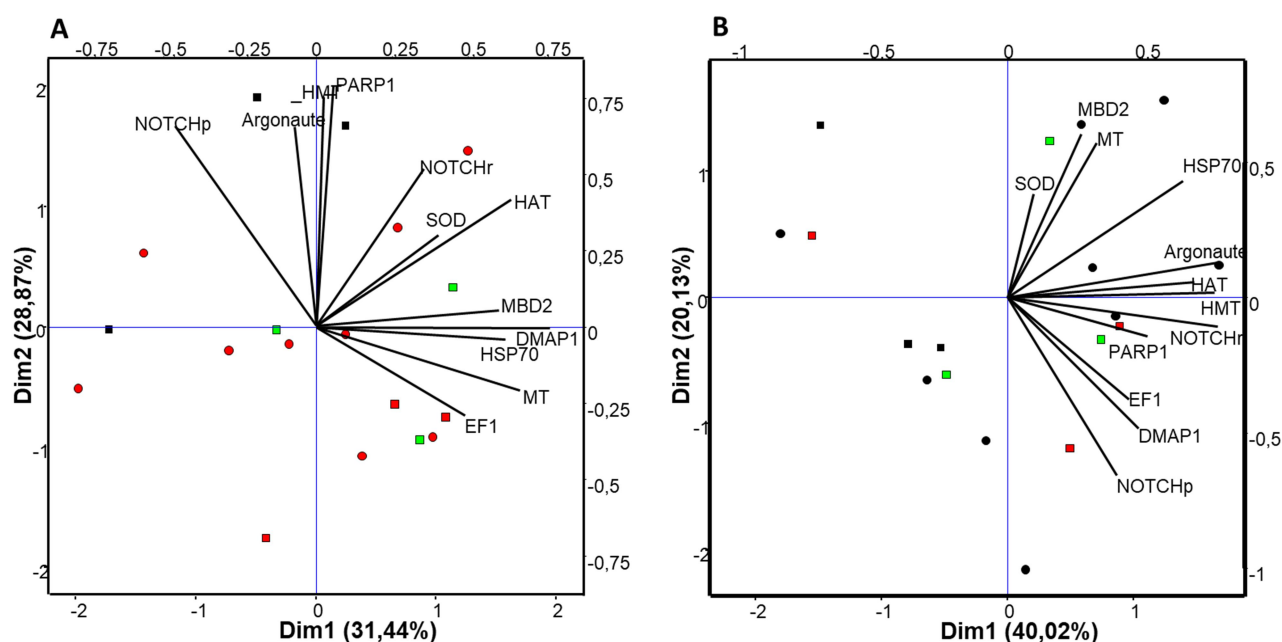 A
-0.75 -0.5 -0.25 0 0.25 0.5 0.75
2
1
0
-1
-2
Dim2 (28,87%)
0,75
0,5
0,25
0
-0,25
-0,5
-0,75
_HMT
PARP1
NOTCHp
Argonaute
NOTCHr
HAT
SOD
MBD2
DMAP1
HSP70
MT
EF1
-2 -1 0 1 2
Dim1 (31,44%)
B
-1 -0.5 0 0.5
1
0
-1
-2
Dim2 (20,13%)
0,5
0
-0,5
-1
MBD2
MT
HSP70
SOD
Argonaute
HAT
HMT
NOTCHr
PARP1
EF1
DMAP1
NOTCHp
-2 -1 0 1
Dim1 (40,02%)